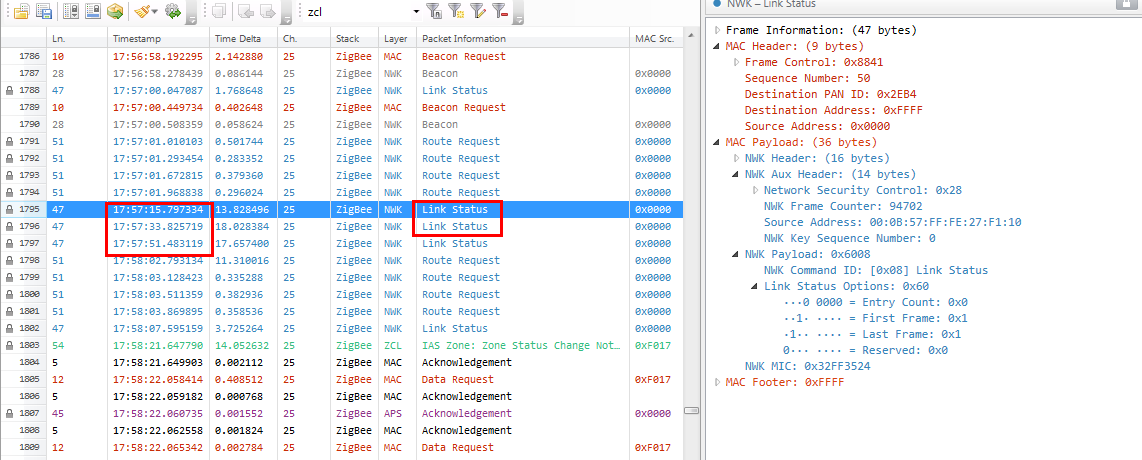 zcl
Ln. Timestamp Time Delta Ch. Stack Layer Packet Information MAC Src.
1786 10 17:56:58.192295 2.142880 25 ZigBee MAC Beacon Request
1787 28 17:56:58.278439 0.086144 25 ZigBee NWK Beacon 0x0000
1788 47 17:57:00.047087 1.768648 25 ZigBee NWK Link Status 0x0000
1789 10 17:57:00.449734 0.402648 25 ZigBee MAC Beacon Request
1790 28 17:57:00.508359 0.058624 25 ZigBee NWK Beacon 0x0000
1791 51 17:57:01.010103 0.501744 25 ZigBee NWK Route Request 0x0000
1792 51 17:57:01.293454 0.283352 25 ZigBee NWK Route Request 0x0000
1793 51 17:57:01.672815 0.379360 25 ZigBee NWK Route Request 0x0000
1794 51 17:57:01.968838 0.296024 25 ZigBee NWK Route Request 0x0000
1795 47 17:57:15.797334 13.828496 25 ZigBee NWK Link Status 0x0000
1796 47 17:57:33.825719 18.028384 25 ZigBee NWK Link Status 0x0000
1797 47 17:57:51.483119 17.657400 25 ZigBee NWK Link Status 0x0000
1798 51 17:58:02.793134 11.310016 25 ZigBee NWK Route Request 0x0000
1799 51 17:58:03.128423 0.335288 25 ZigBee NWK Route Request 0x0000
1800 51 17:58:03.511359 0.382936 25 ZigBee NWK Route Request 0x0000
1801 51 17:58:03.869895 0.358536 25 ZigBee NWK Route Request 0x0000
1802 47 17:58:07.595159 3.725264 25 ZigBee NWK Link Status 0x0000
1803 54 17:58:21.647790 14.052632 25 ZigBee ZCL IAS Zone: Zone Status Change Not… 0xF017
1804 5 17:58:21.649903 0.002112 25 ZigBee MAC Acknowledgement
1805 12 17:58:22.058414 0.408512 25 ZigBee MAC Data Request 0xF017
1806 5 17:58:22.059182 0.000768 25 ZigBee MAC Acknowledgement
1807 45 17:58:22.060735 0.001552 25 ZigBee APS Acknowledgement 0x0000
1808 5 17:58:22.062558 0.001824 25 ZigBee MAC Acknowledgement
1809 12 17:58:22.065342 0.002784 25 ZigBee MAC Data Request 0xF017
NWK – Link Status
Frame Information: (47 bytes)
MAC Header: (9 bytes)
Frame Control: 0x8841
Sequence Number: 50
Destination PAN ID: 0x2EB4
Destination Address: 0xFFFF
Source Address: 0x0000
MAC Payload: (36 bytes)
NWK Header: (16 bytes)
NWK Aux Header: (14 bytes)
Network Security Control: 0x28
NWK Frame Counter: 94702
Source Address: 00:0B:57:FF:FE:27:F1:10
NWK Key Sequence Number: 0
NWK Payload: 0x6008
NWK Command ID: [0x08] Link Status
Link Status Options: 0x60
···0 0000 = Entry Count: 0x0
··1· ···· = First Frame: 0x1
·1·· ···· = Last Frame: 0x1
0··· ···· = Reserved: 0x0
NWK MIC: 0x32FF3524
MAC Footer: 0xFFFF